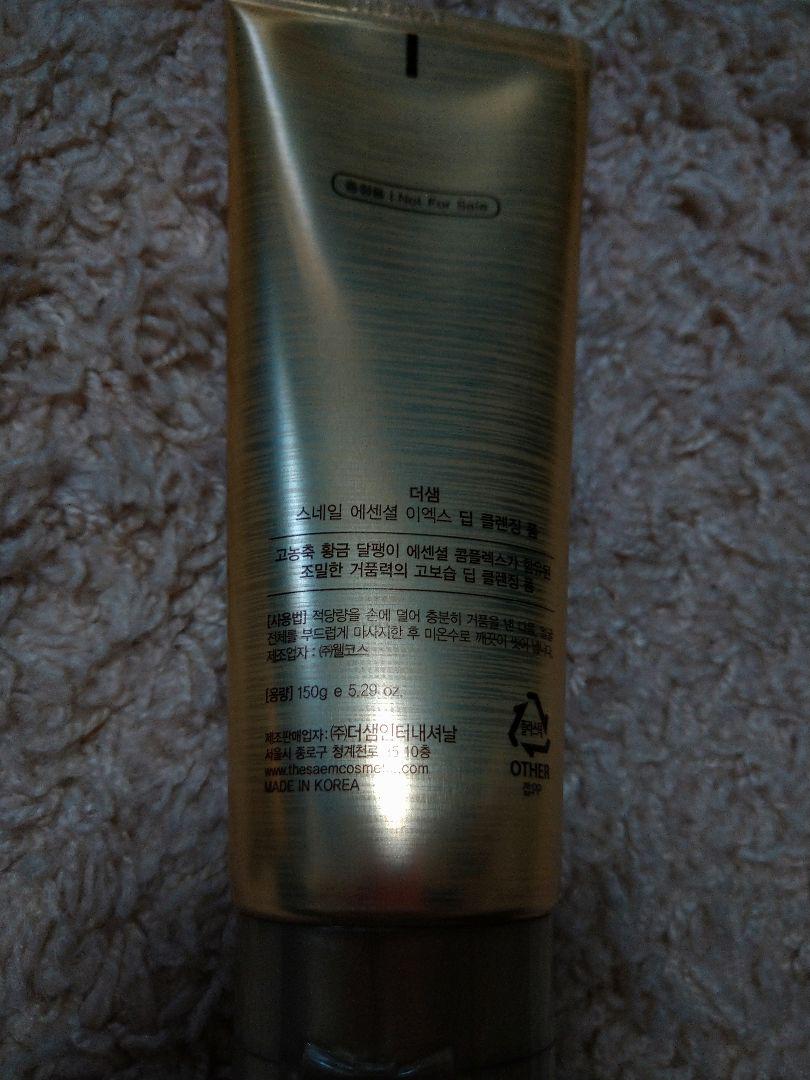 증정용 | Not For Sale
더샘
스네일 에센셜 이엑스 딥 클렌징 폼
고농축 황금 달팽이 에센셜 콤플렉스가 함유된
조밀한 거품력의 고보습 딥 클렌징 폼
[사용법] 적당량을 손에 덜어 충분히 거품을 낸 다음, 얼굴
전체를 부드럽게 마사지한 후 미온수로 깨끗이 씻어 냅니다.
제조업자 : ㈜웰코스
[용량] 150g e 5.29 oz.
제조판매업자 : ㈜더샘인터내셔날
서울시 종로구 청계천로 10층
MADE IN KOREA
OTHER